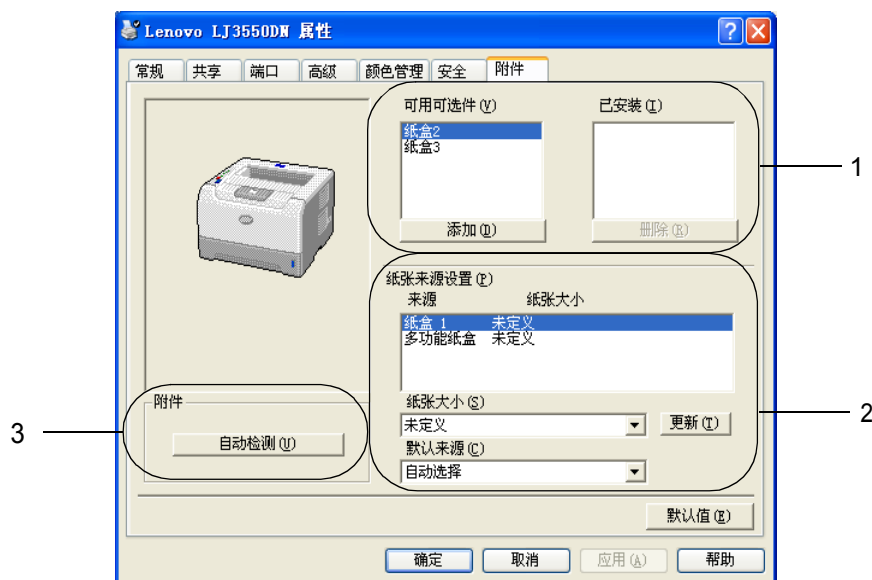 Lenovo LJ3550DN 属性
常规 共享 端口 高级 颜色管理 安全 附件
可用可选件(V) 已安装(I)
纸盒2
纸盒3
添加(D) 删除(R)
1
纸张来源设置(P)
来源 纸张大小
纸盒 1 未定义
多功能纸盒 未定义
纸张大小(S)
未定义 更新(T)
默认来源(C)
自动选择
2
附件
自动检测(U)
3
默认值(E)
确定 取消 应用(A) 帮助